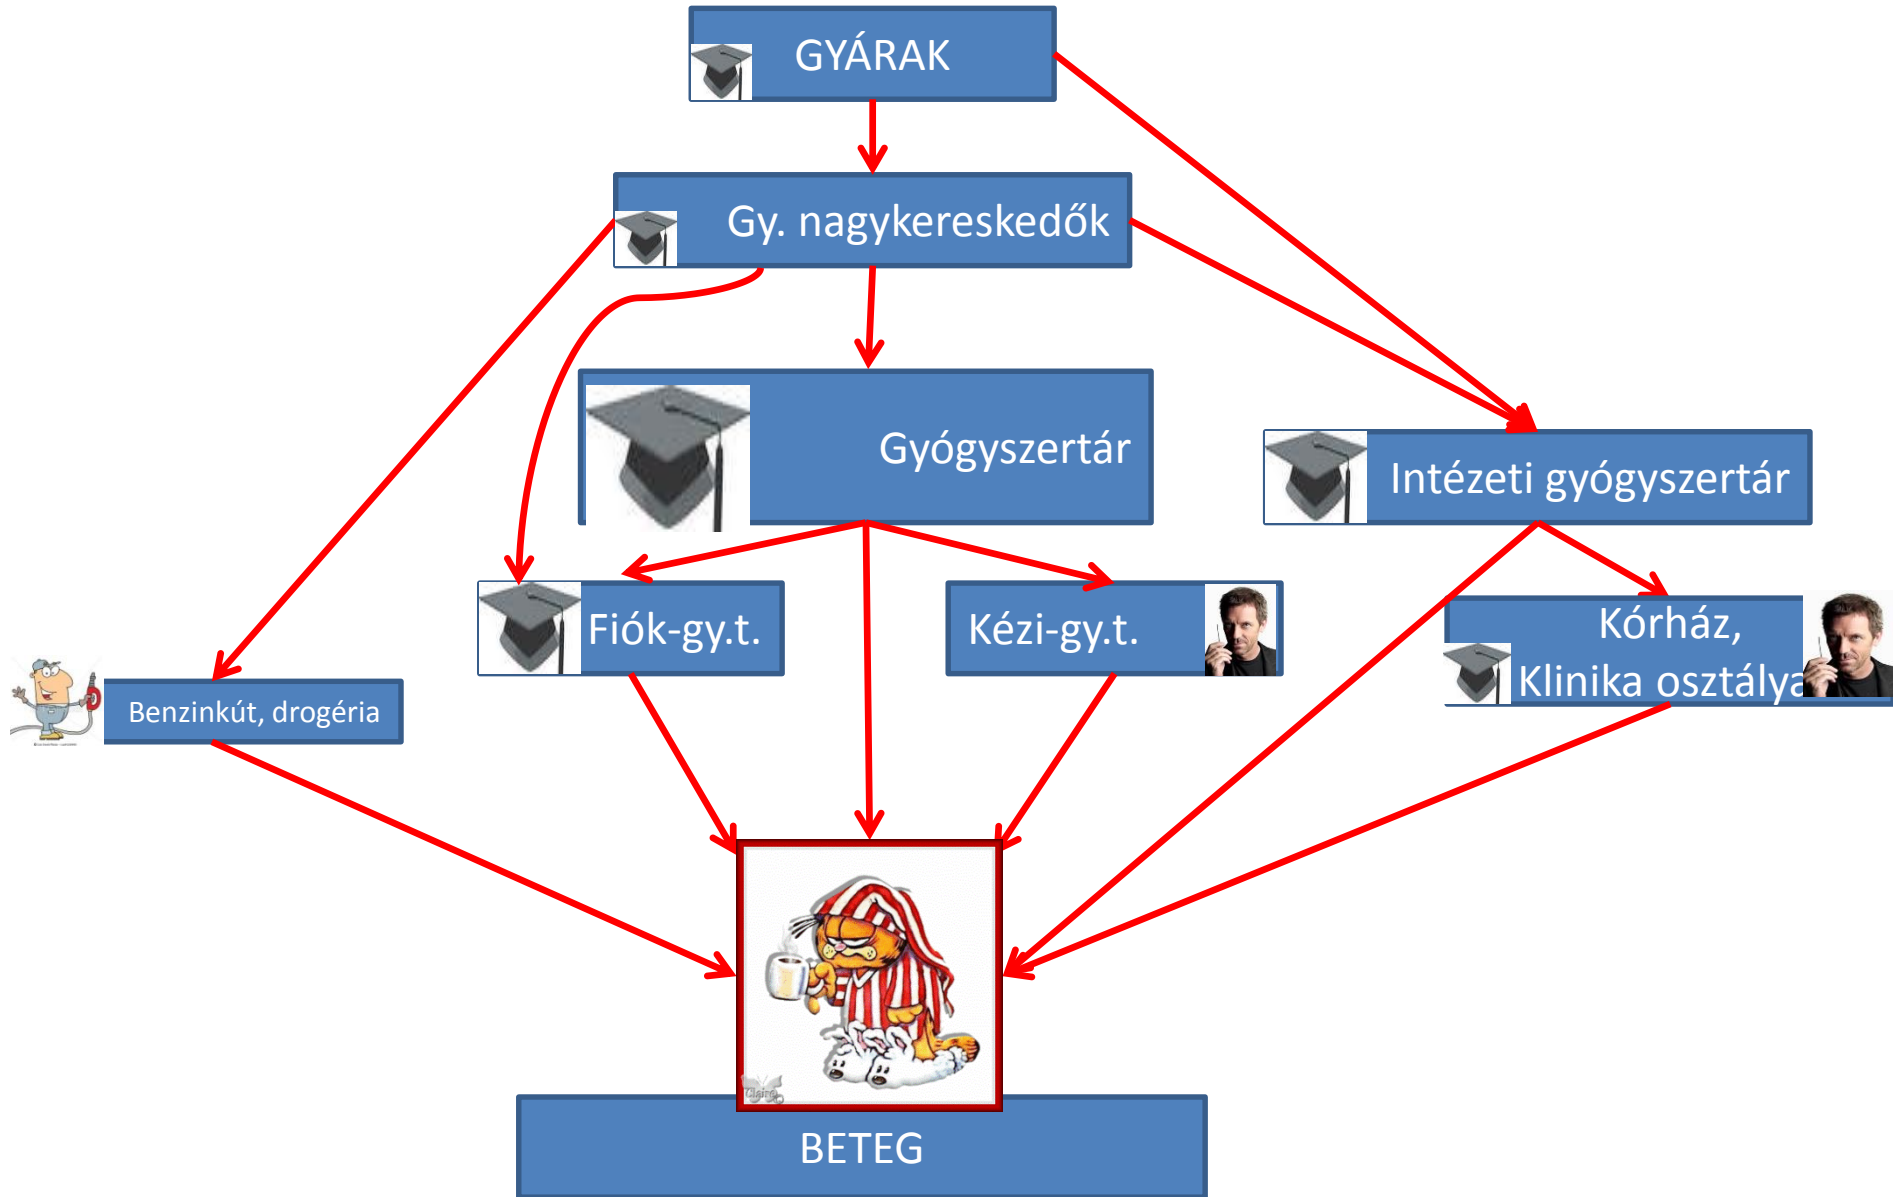 GYÁRAK
Gy. nagykereskedők
Gyógyszertár
Intézeti gyógyszertár
Fiók-gy.t.
Kézi-gy.t.
Kórház,
Klinika osztálya
Benzinkút, drogéria
BETEG